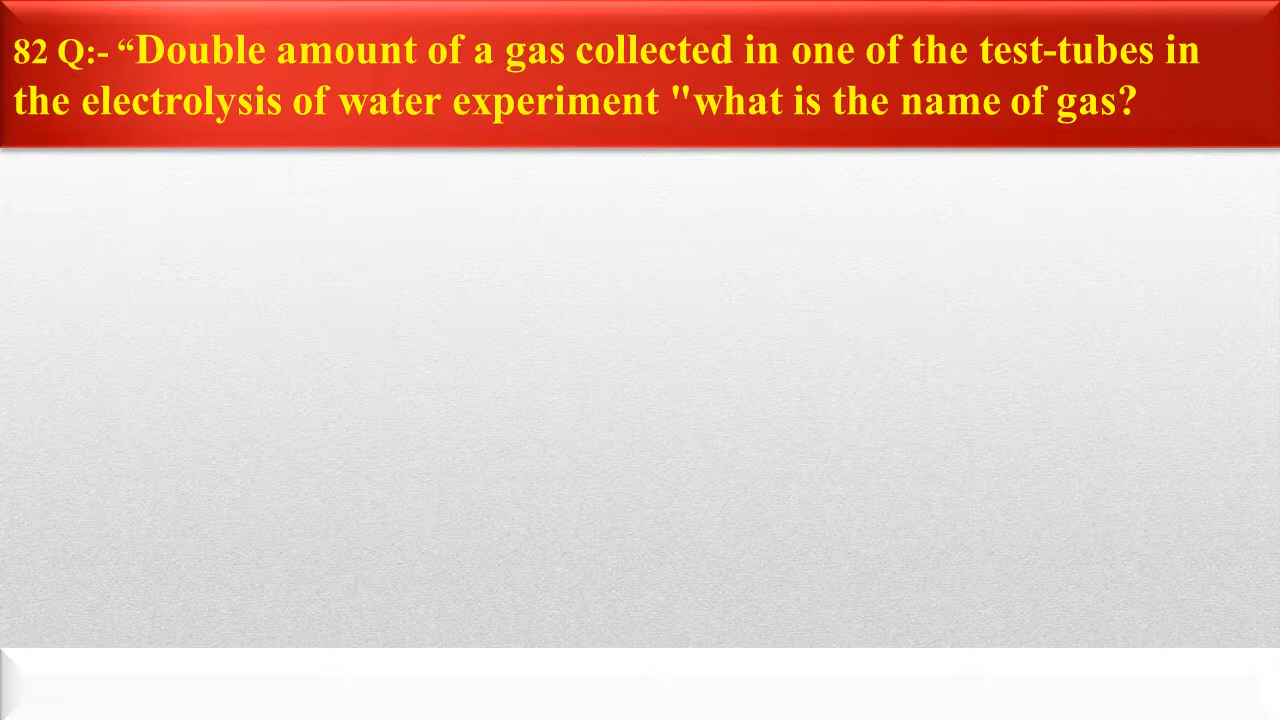 82 Q:- “Double amount of a gas collected in one of the test-tubes in
the electrolysis of water experiment "what is the name of gas?